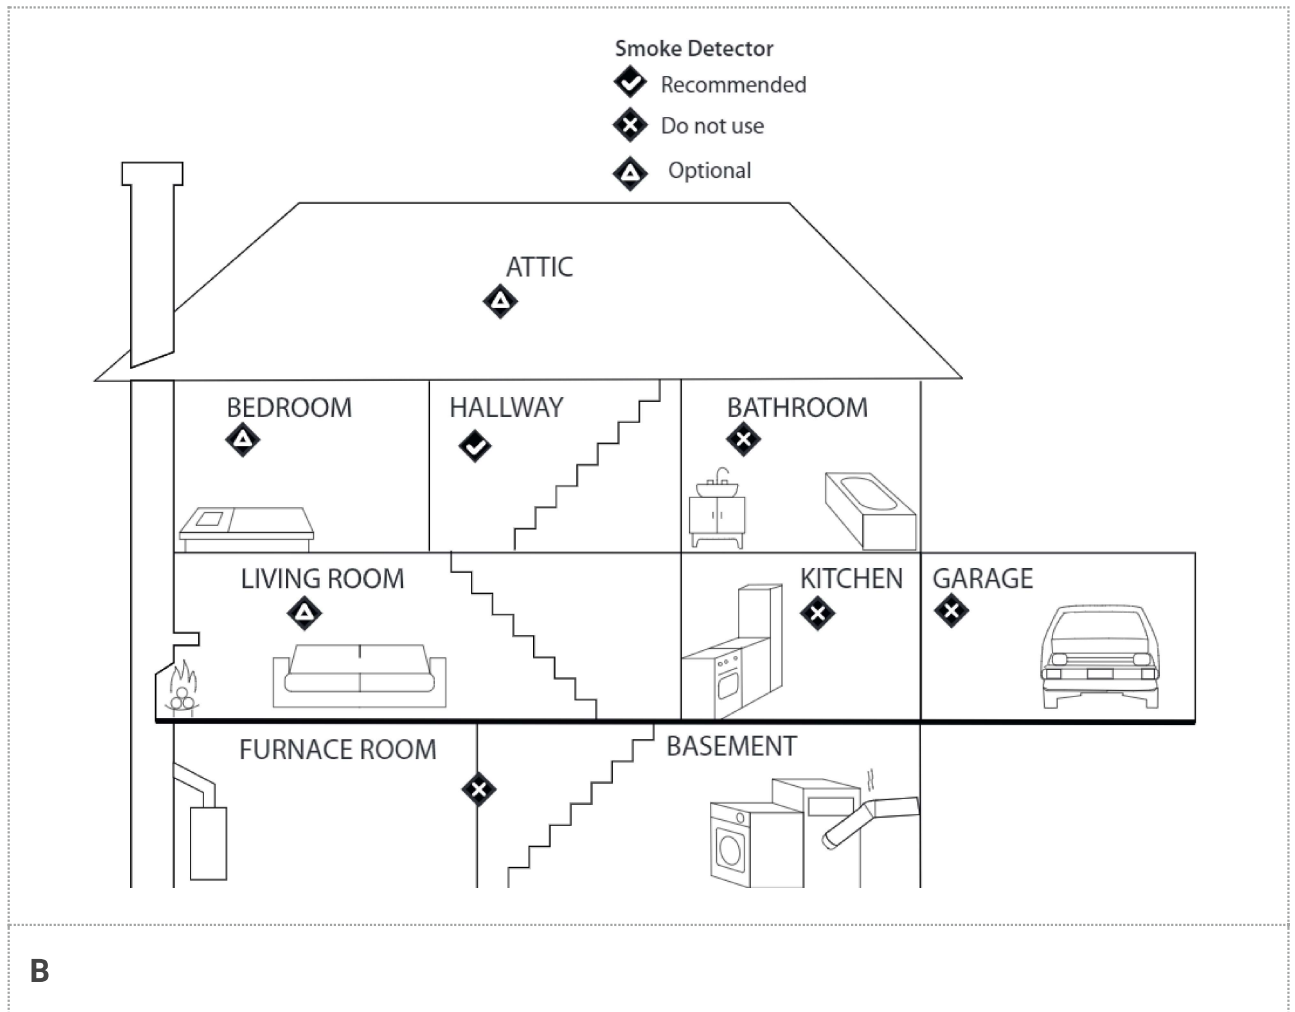 Smoke Detector
Recommended
Do not use
Optional
ATTIC
BEDROOM
HALLWAY
BATHROOM
LIVING ROOM
KITCHEN
GARAGE
FURNACE ROOM
BASEMENT
B